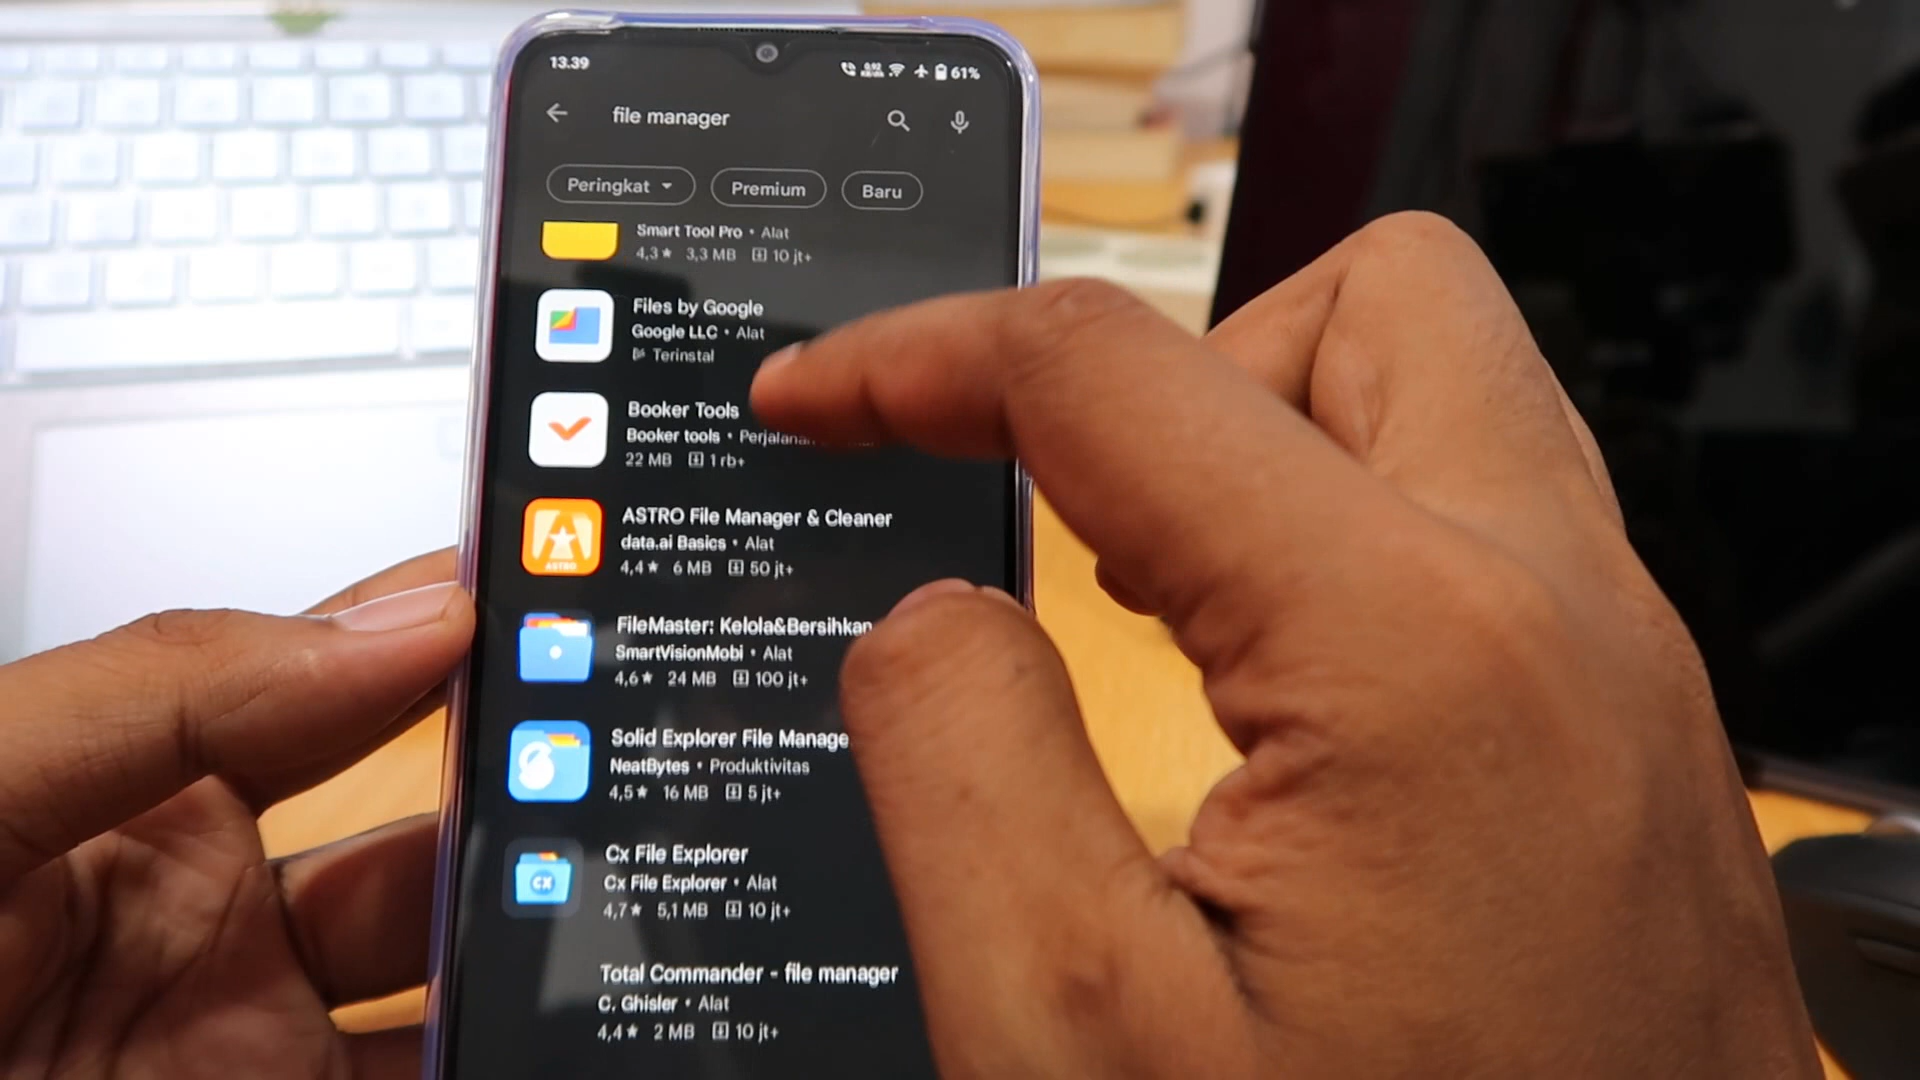 13.39
61%
file manager
Peringkat
Premium
Baru
Smart Tool Pro • Alat
4,3★ 3,3 MB 10 jt+
Files by Google
Google LLC • Alat
Terinstal
Booker Tools
Booker tools •
22 MB 1 rb+
ASTRO
ASTRO File Manager & Cleaner
data.ai Basics • Alat
4,4★ 6 MB 50 jt+
FileMaster: Kelola&Bersihkan
SmartVisionMobi • Alat
4,6★ 24 MB 100 jt+
Solid Explorer File Manage
NeatBytes • Produktivitas
4,5★ 16 MB 5 jt+
CX
Cx File Explorer
Cx File Explorer • Alat
4,7★ 5,1 MB 10 jt+
Total Commander - file manager
C. Ghisler • Alat
4,4★ 2 MB 10 jt+